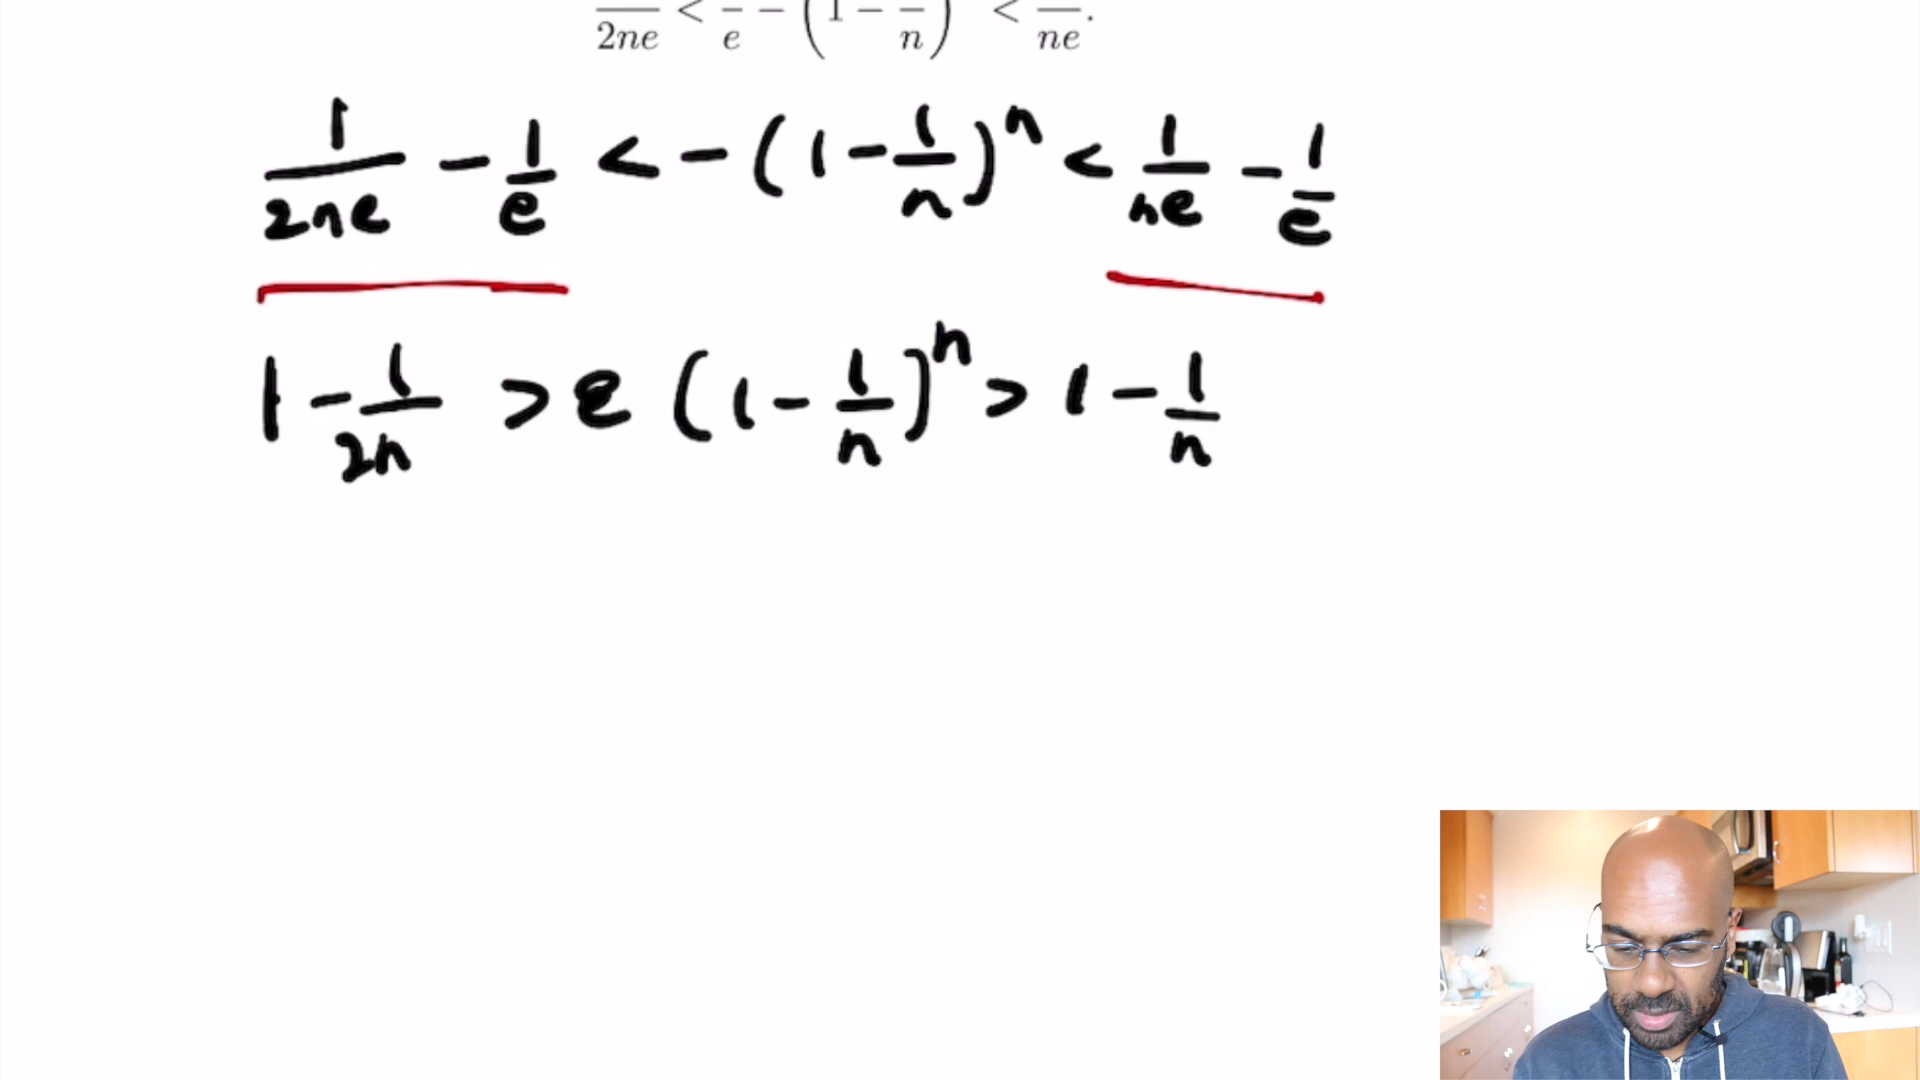 2ne < e − (1 − n) < ne.
1/2ne − 1/e < −(1 − 1/n)^n < 1/ne − 1/e
1 − 1/2n > e(1 − 1/n)^n > 1 − 1/n